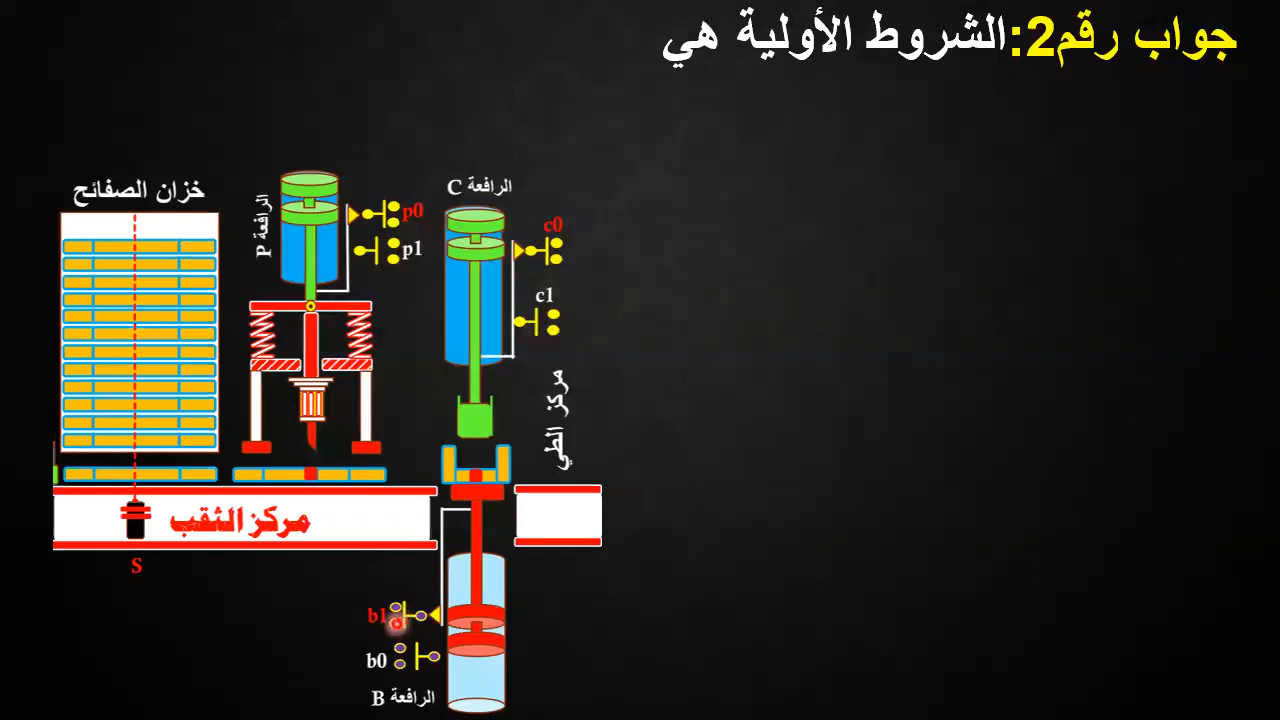 جواب رقم2:الشروط الأولية هي
خزان الصفائح
الرافعة P
p0
p1
الرافعة C
c0
c1
مركز الطي
مركز الثقب
S
b1
b0
الرافعة B